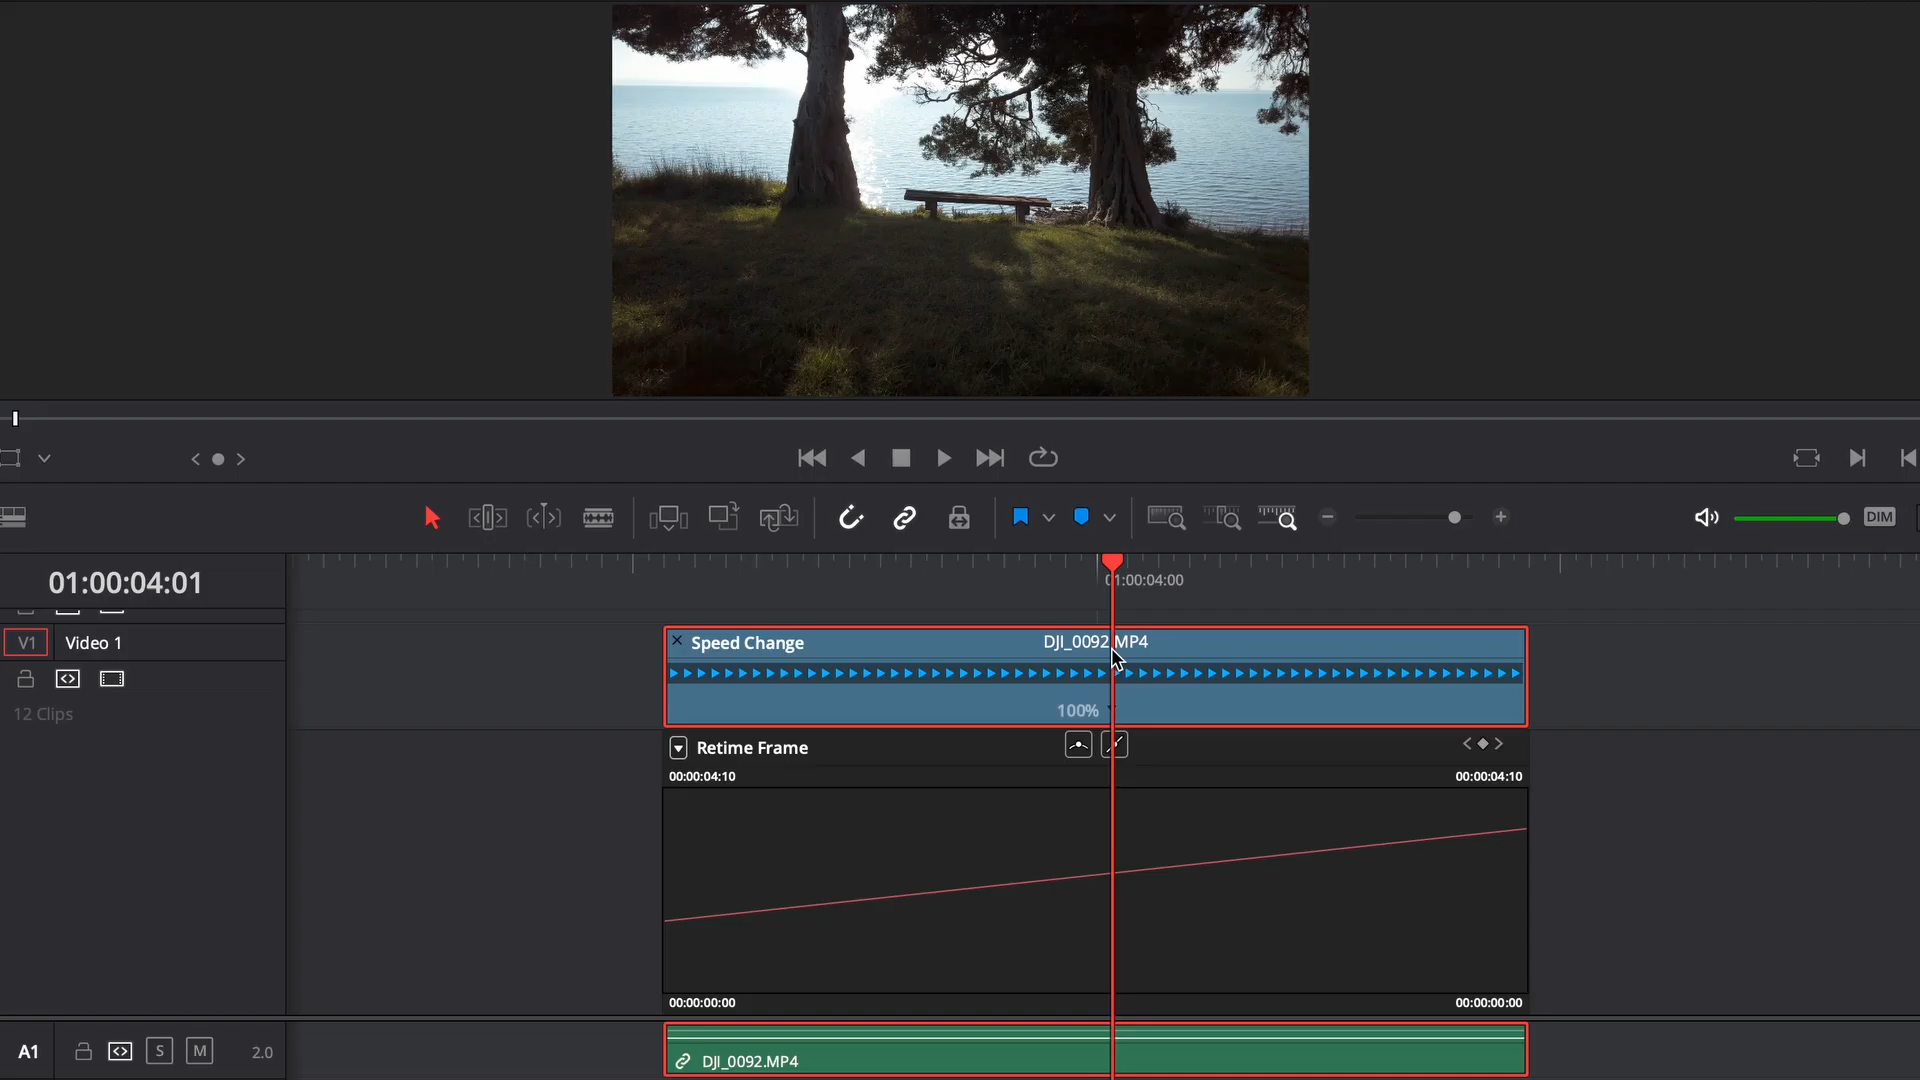 DIM
01:00:04:01
01:00:04:00
V1 Video 1
Speed Change DJI_0092.MP4
12 Clips
100%
Retime Frame
00:00:04:10 00:00:04:10
00:00:00:00 00:00:00:00
A1 S M 2.0
DJI_0092.MP4